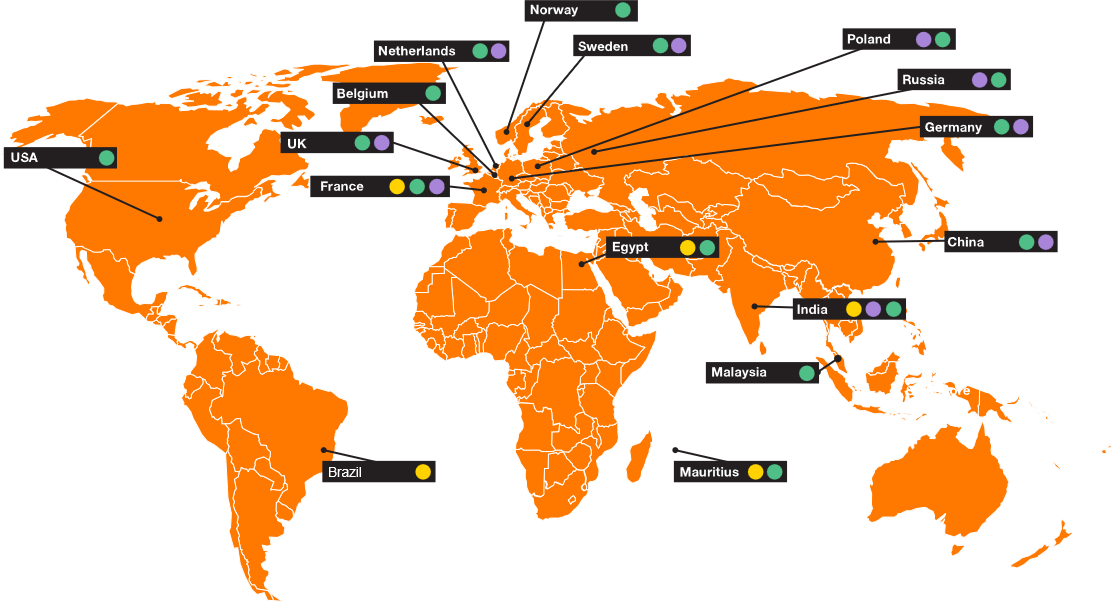 Norway
Sweden
Poland
Netherlands
Russia
Belgium
Germany
UK
USA
France
China
Egypt
India
Malaysia
Brazil
Mauritius